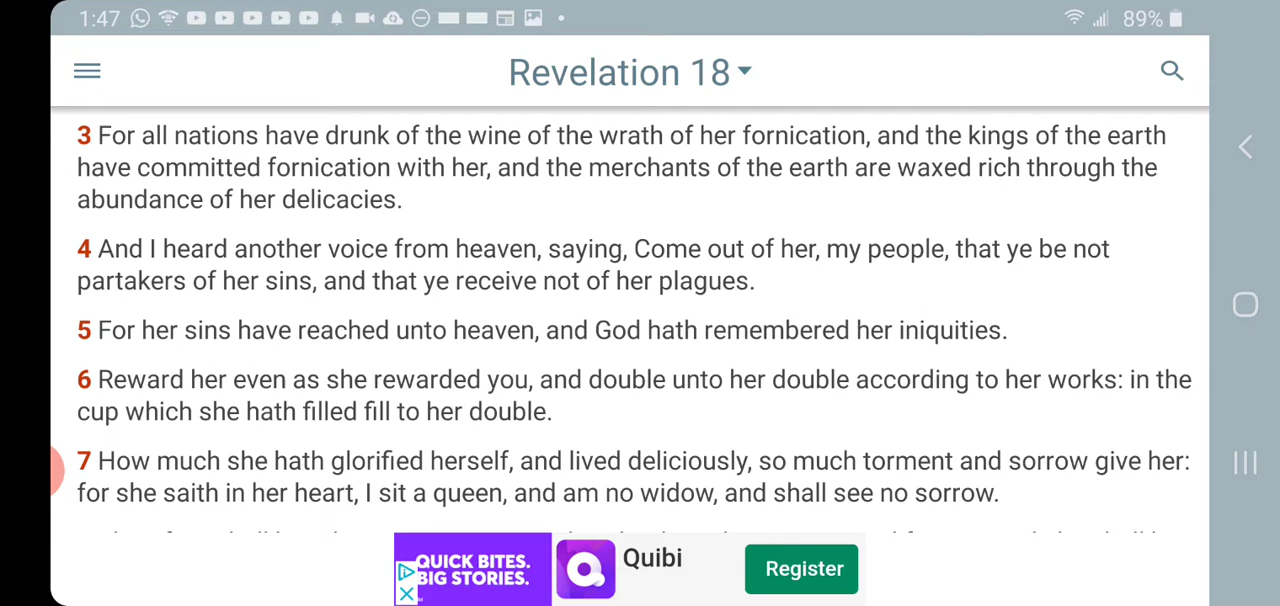 1:47
89%
Revelation 18
3 For all nations have drunk of the wine of the wrath of her fornication, and the kings of the earth
have committed fornication with her, and the merchants of the earth are waxed rich through the
abundance of her delicacies.
4 And I heard another voice from heaven, saying, Come out of her, my people, that ye be not
partakers of her sins, and that ye receive not of her plagues.
5 For her sins have reached unto heaven, and God hath remembered her iniquities.
6 Reward her even as she rewarded you, and double unto her double according to her works: in the
cup which she hath filled fill to her double.
7 How much she hath glorified herself, and lived deliciously, so much torment and sorrow give her:
for she saith in her heart, I sit a queen, and am no widow, and shall see no sorrow.
QUICK BITES.
BIG STORIES.
Quibi
Register